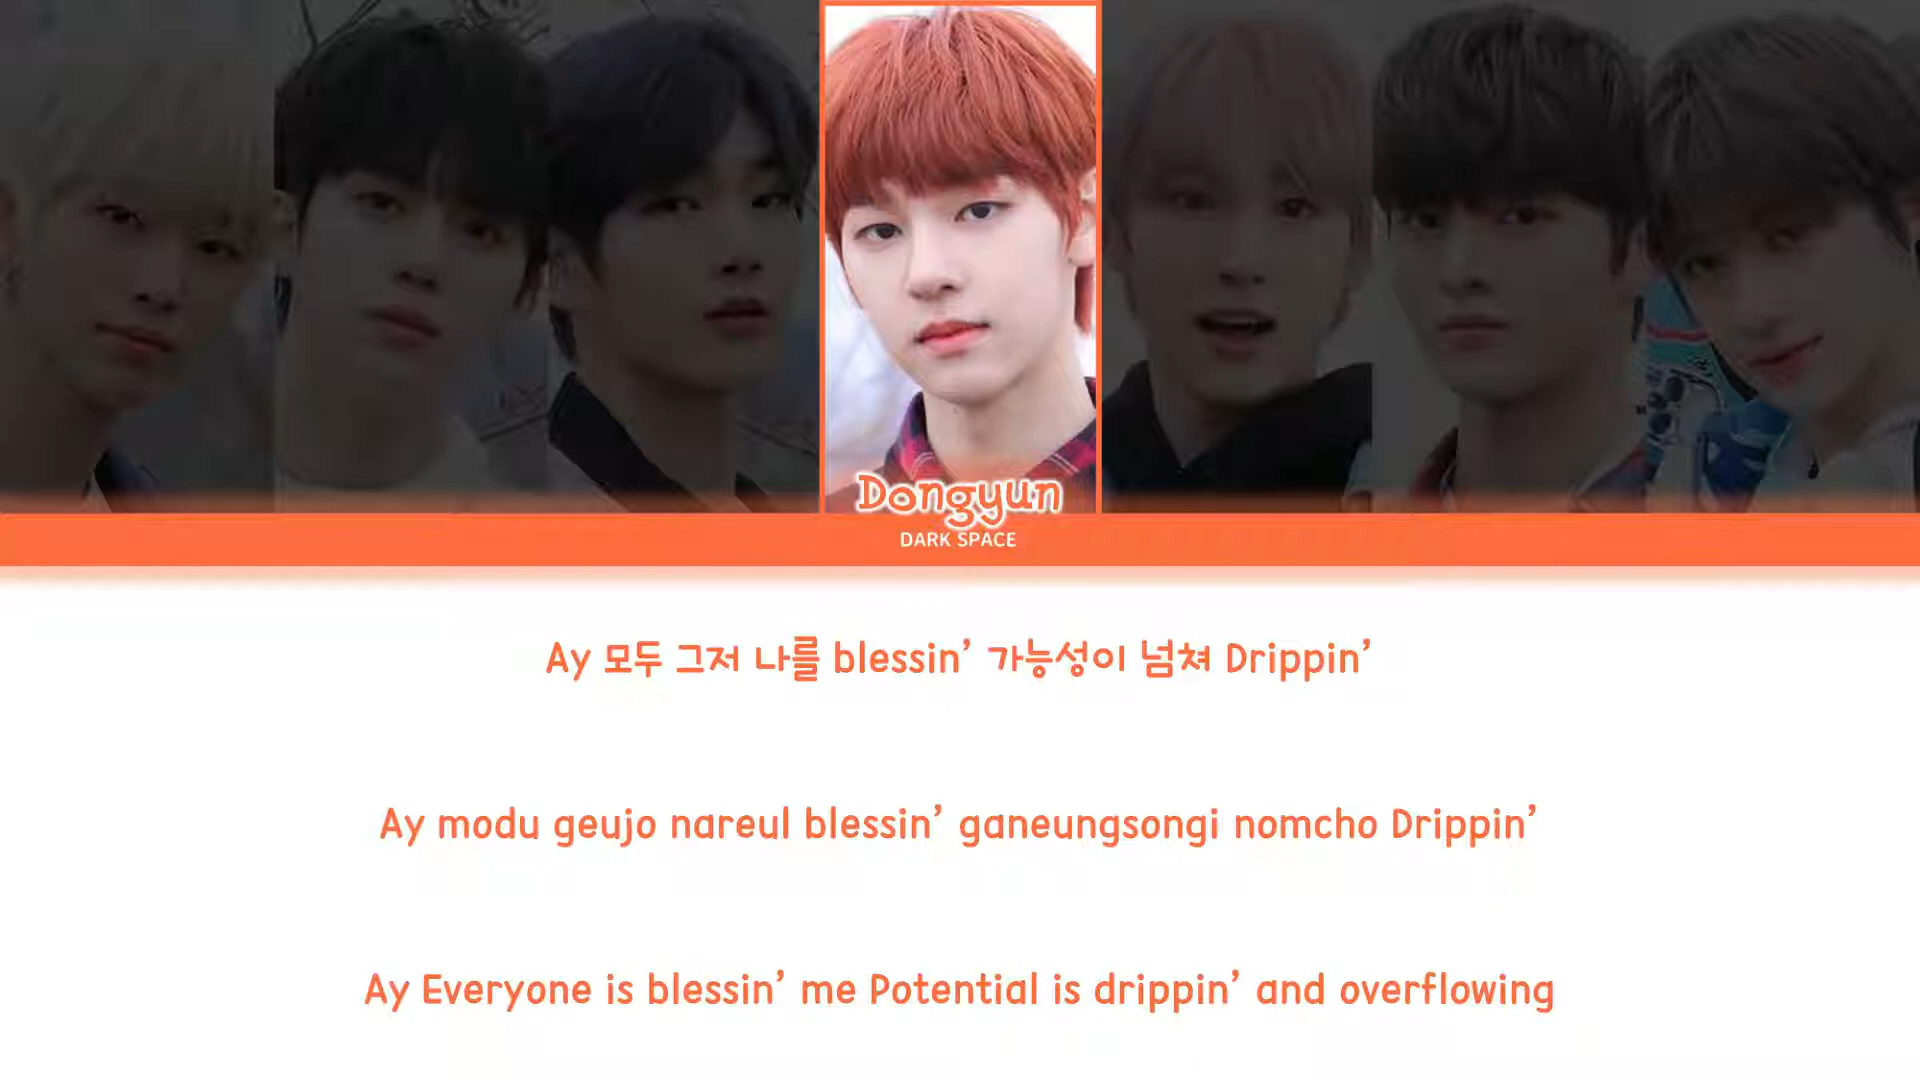 Dongyun
DARK SPACE
Ay 모두 그저 나를 blessin’ 가능성이 넘쳐 Drippin’
Ay modu geujo nareul blessin’ ganeungsongi nomcho Drippin’
Ay Everyone is blessin’ me Potential is drippin’ and overflowing